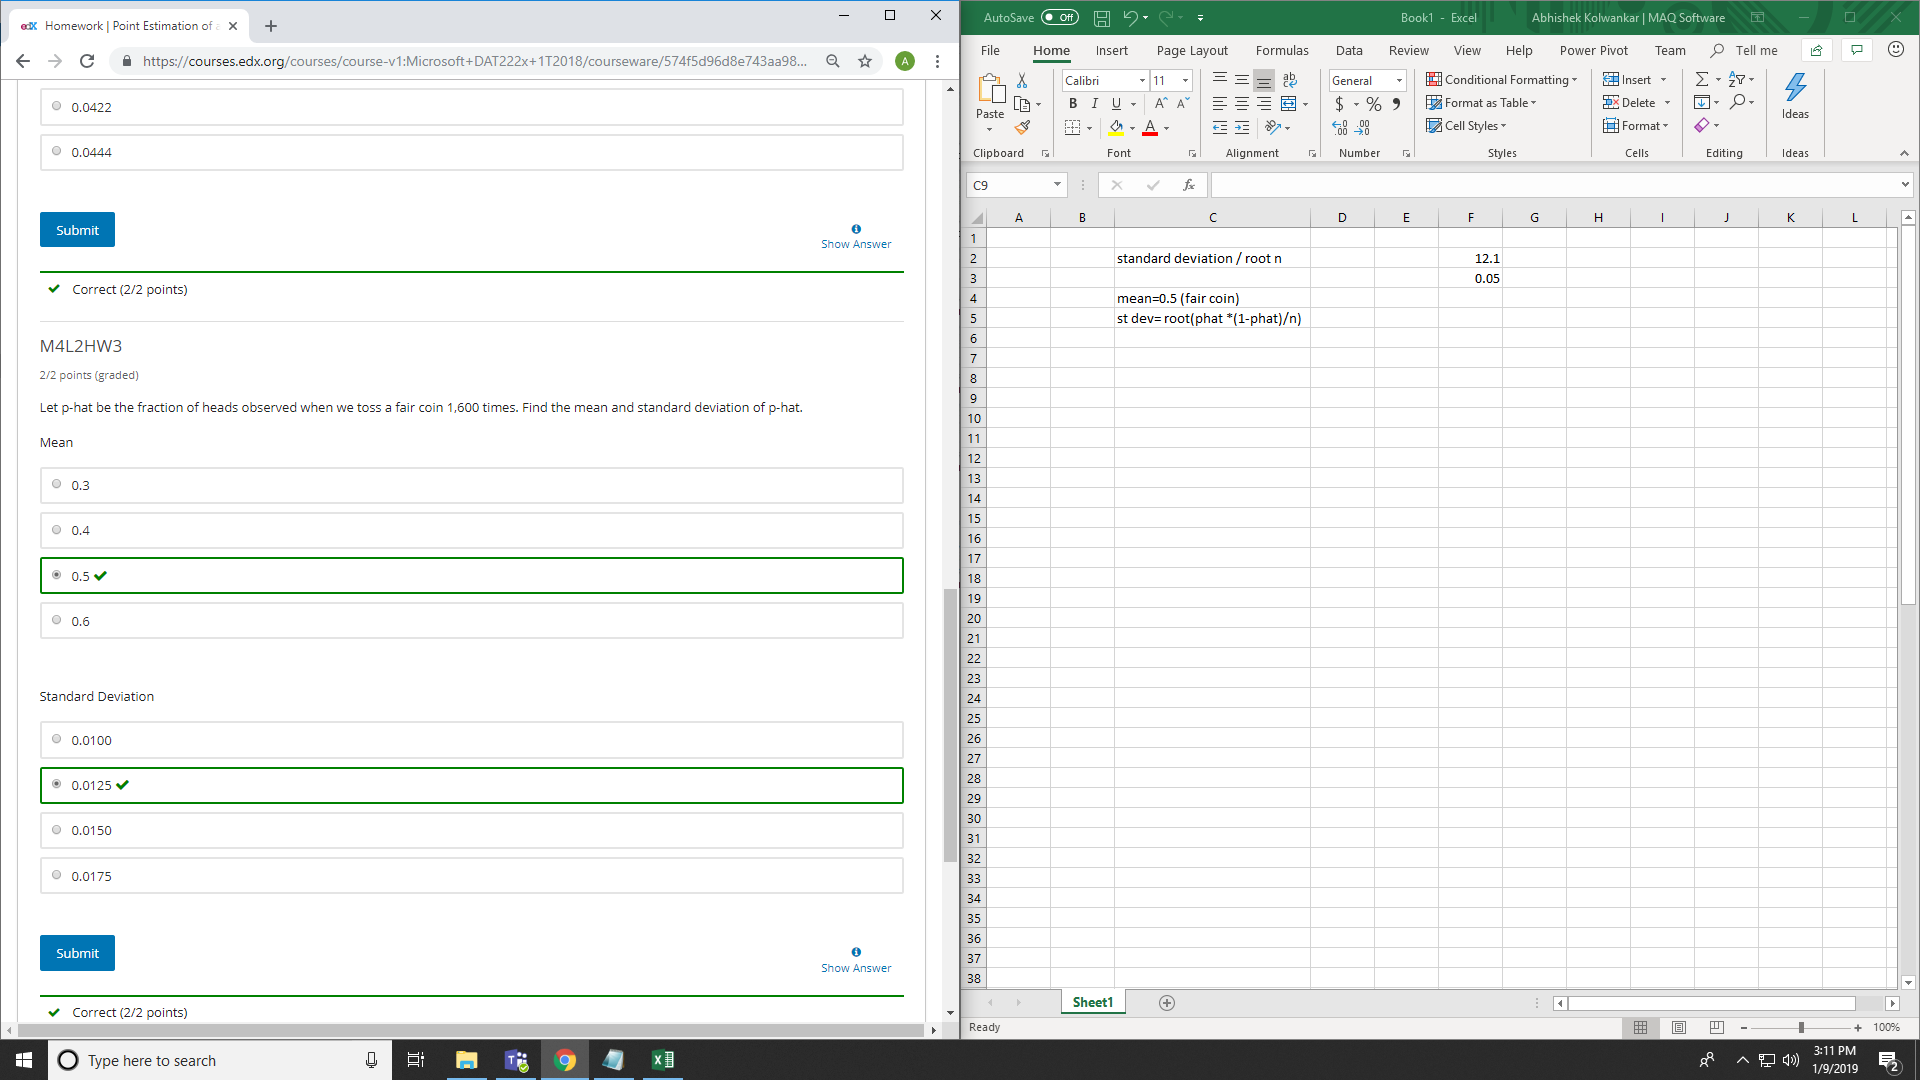 Homework | Point Estimation of a
https://courses.edx.org/courses/course-v1:Microsoft+DAT222x+1T2018/courseware/574f5d96d8e743aa98...
A
0.0422
0.0444
Submit
Show Answer
Correct (2/2 points)
M4L2HW3
2/2 points (graded)
Let p-hat be the fraction of heads observed when we toss a fair coin 1,600 times. Find the mean and standard deviation of p-hat.
Mean
0.3
0.4
0.5
0.6
Standard Deviation
0.0100
0.0125
0.0150
0.0175
Submit
Show Answer
Correct (2/2 points)
AutoSave Off
Book1 - Excel
Abhishek Kolwankar | MAQ Software
File Home Insert Page Layout Formulas Data Review View Help Power Pivot Team Tell me
Paste
Clipboard
Calibri 11
B I U
Font
Alignment
General
$ % ,
Number
Conditional Formatting
Format as Table
Cell Styles
Styles
Insert
Delete
Format
Cells
Editing
Ideas
Ideas
C9
fx
A B C D E F G H I J K L
1
2 standard deviation / root n 12.1
3 0.05
4 mean=0.5 (fair coin)
5 st dev= root(phat *(1-phat)/n)
6
7
8
9
10
11
12
13
14
15
16
17
18
19
20
21
22
23
24
25
26
27
28
29
30
31
32
33
34
35
36
37
38
Sheet1
Ready
100%
Type here to search
3:11 PM
1/9/2019
2